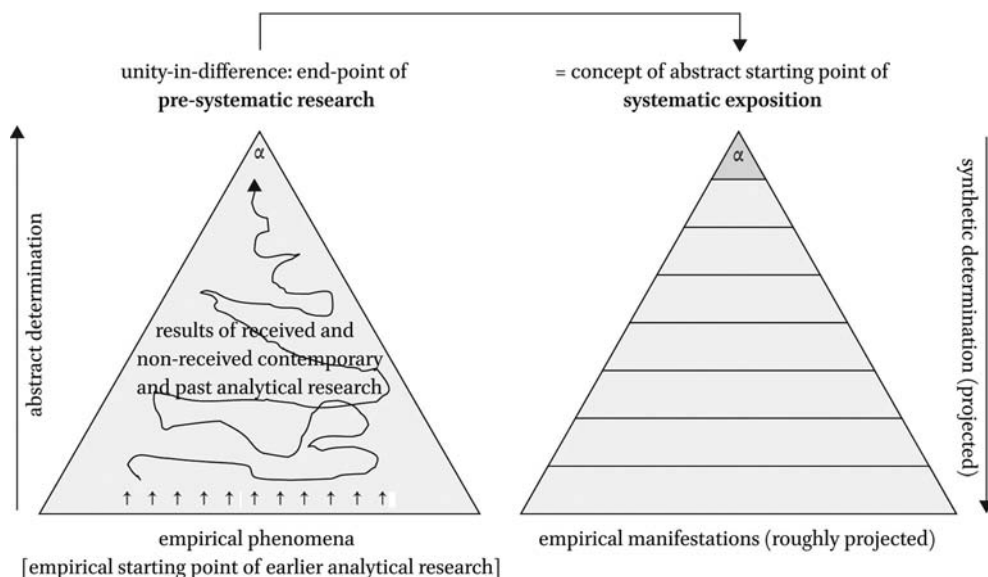 unity-in-difference: end-point of
pre-systematic research
= concept of abstract starting point of
systematic exposition
α
α
abstract determination
results of received and
non-received contemporary
and past analytical research
synthetic determination (projected)
empirical phenomena
[empirical starting point of earlier analytical research]
empirical manifestations (roughly projected)